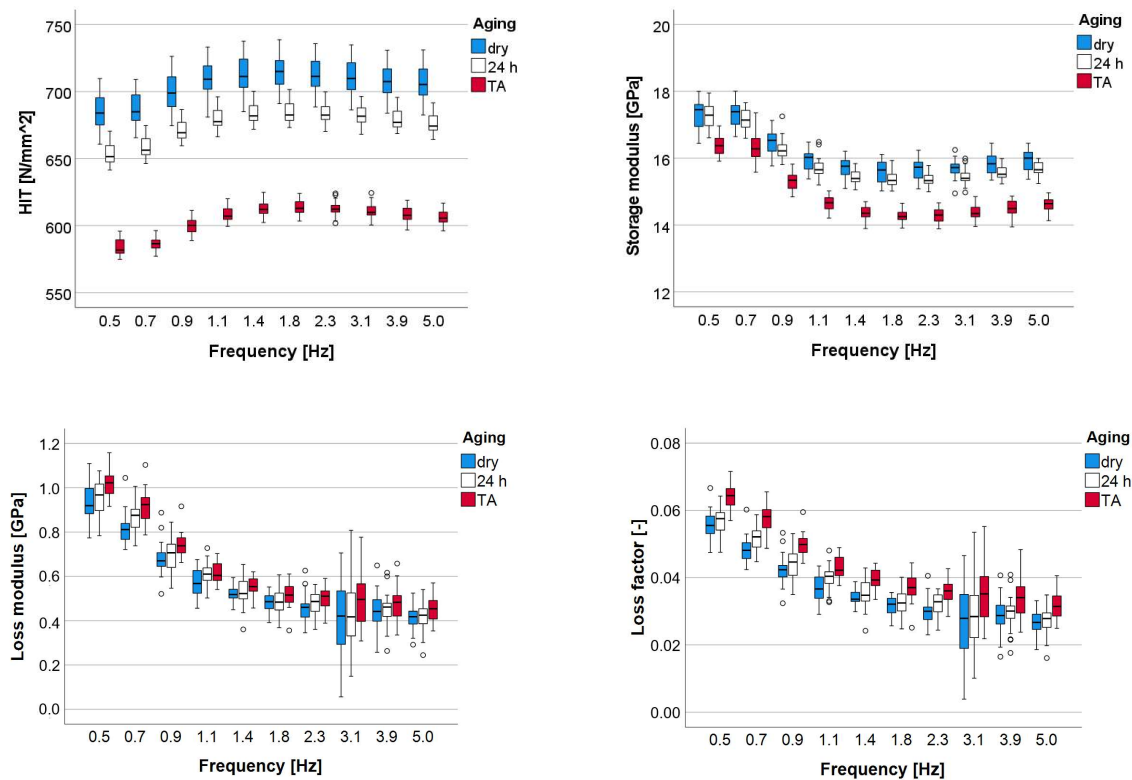 Aging
dry
24 h
TA
HIT [N/mm^2]
750
700
650
600
550
0.5 0.7 0.9 1.1 1.4 1.8 2.3 3.1 3.9 5.0
Frequency [Hz]
Aging
dry
24 h
TA
Storage modulus [GPa]
20
18
16
14
12
0.5 0.7 0.9 1.1 1.4 1.8 2.3 3.1 3.9 5.0
Frequency [Hz]
Aging
dry
24 h
TA
Loss modulus [GPa]
1.2
1.0
0.8
0.6
0.4
0.2
0.0
0.5 0.7 0.9 1.1 1.4 1.8 2.3 3.1 3.9 5.0
Frequency [Hz]
Aging
dry
24 h
TA
Loss factor [-]
0.08
0.06
0.04
0.02
0.00
0.5 0.7 0.9 1.1 1.4 1.8 2.3 3.1 3.9 5.0
Frequency [Hz]